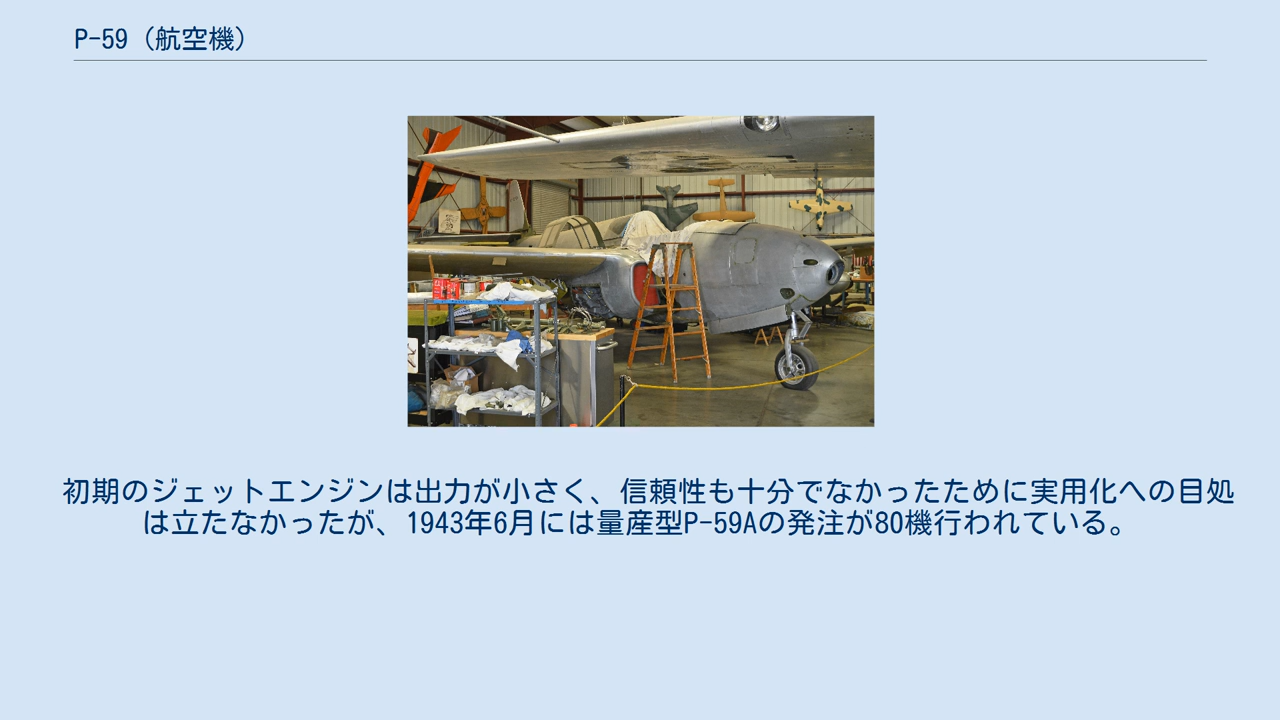 P-59（航空機）
初期のジェットエンジンは出力が小さく、信頼性も十分でなかったために実用化への目処
は立たなかったが、1943年6月には量産型P-59Aの発注が80機行われている。